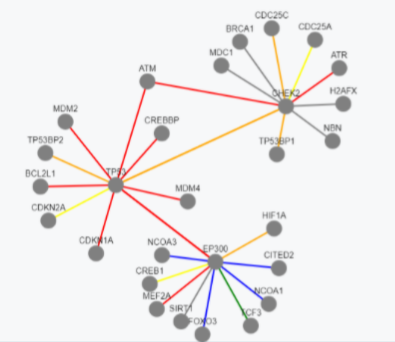 CDC25C
BRCA1
CDC25A
MDC1
ATR
ATM
CHEK2
H2AFX
MDM2
CREBBP
TP53BP2
NBN
TP53BP1
BCL2L1
TP53
MDM4
CDKN2A
HIF1A
CDKN1A
NCOA3
EP300
CITED2
CREB1
MEF2A
NCOA1
SIRT1
FOXO3
TCF3